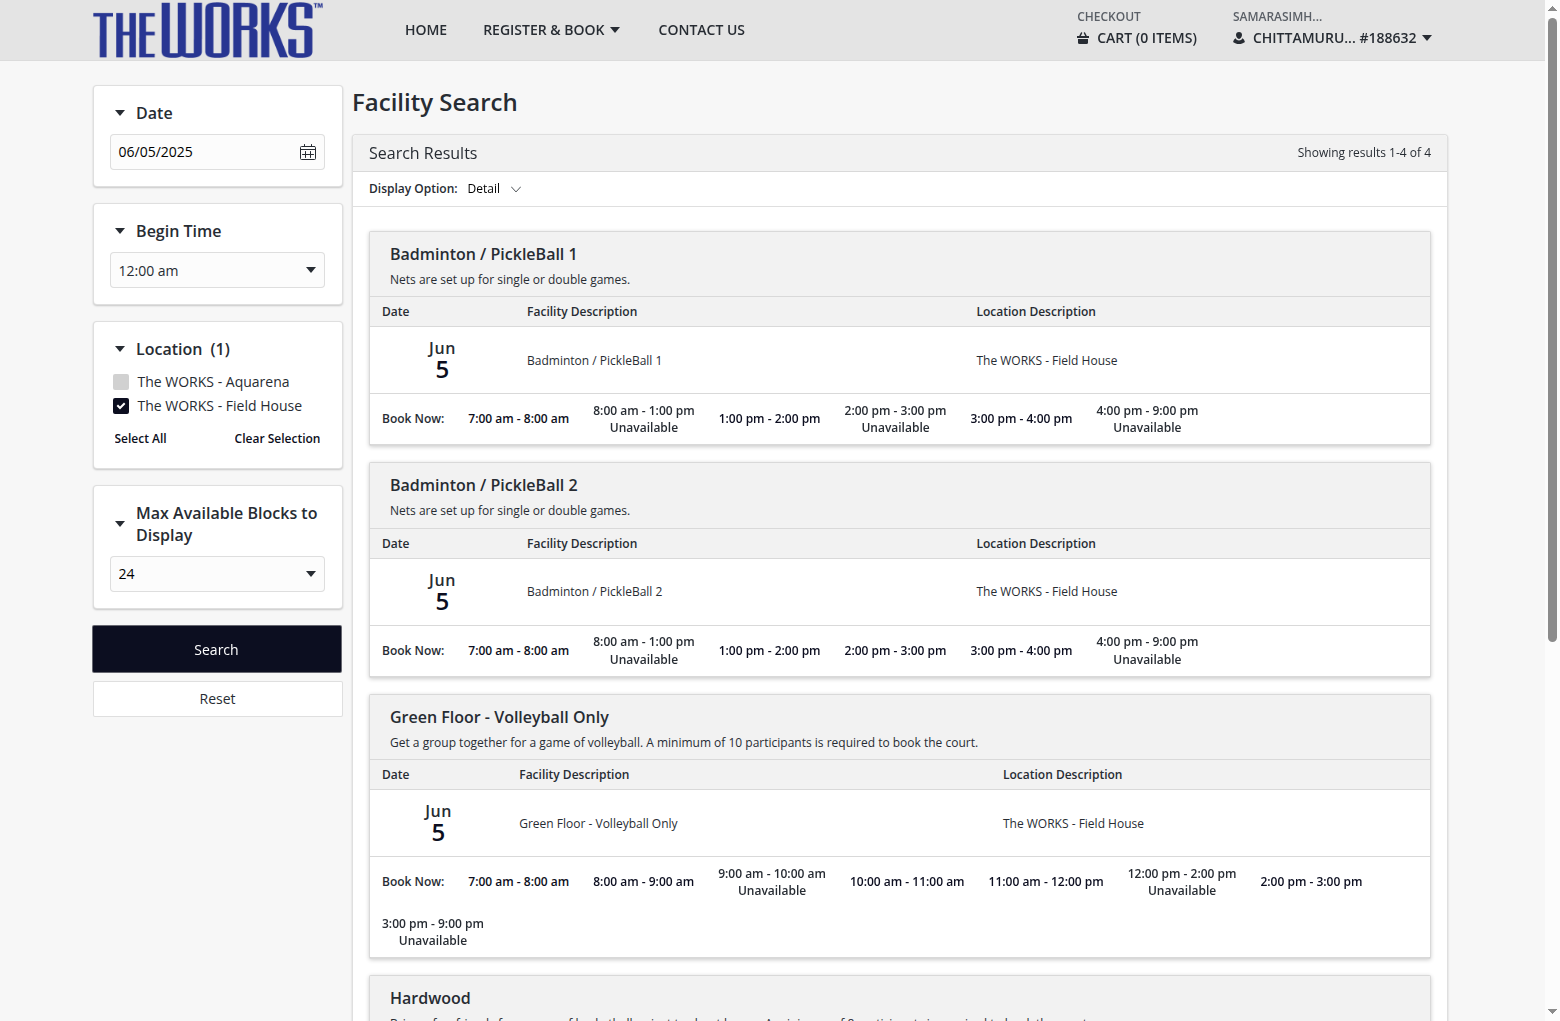 THE WORKS™
HOME
REGISTER & BOOK
CONTACT US
CHECKOUT
CART (0 ITEMS)
SAMARASIMH...
CHITTAMURU... #188632
Date
06/05/2025
Begin Time
12:00 am
Location (1)
The WORKS - Aquarena
The WORKS - Field House
Select All Clear Selection
Max Available Blocks to
Display
24
Search
Reset
Facility Search
Search Results Showing results 1-4 of 4
Display Option: Detail
Badminton / PickleBall 1
Nets are set up for single or double games.
Date Facility Description Location Description
Jun
5
Badminton / PickleBall 1 The WORKS - Field House
Book Now: 7:00 am - 8:00 am 8:00 am - 1:00 pm 1:00 pm - 2:00 pm 2:00 pm - 3:00 pm 3:00 pm - 4:00 pm 4:00 pm - 9:00 pm
Unavailable Unavailable Unavailable
Badminton / PickleBall 2
Nets are set up for single or double games.
Date Facility Description Location Description
Jun
5
Badminton / PickleBall 2 The WORKS - Field House
Book Now: 7:00 am - 8:00 am 8:00 am - 1:00 pm 1:00 pm - 2:00 pm 2:00 pm - 3:00 pm 3:00 pm - 4:00 pm 4:00 pm - 9:00 pm
Unavailable Unavailable
Green Floor - Volleyball Only
Get a group together for a game of volleyball. A minimum of 10 participants is required to book the court.
Date Facility Description Location Description
Jun
5
Green Floor - Volleyball Only The WORKS - Field House
Book Now: 7:00 am - 8:00 am 8:00 am - 9:00 am 9:00 am - 10:00 am 10:00 am - 11:00 am 11:00 am - 12:00 pm 12:00 pm - 2:00 pm 2:00 pm - 3:00 pm
Unavailable Unavailable
3:00 pm - 9:00 pm
Unavailable
Hardwood